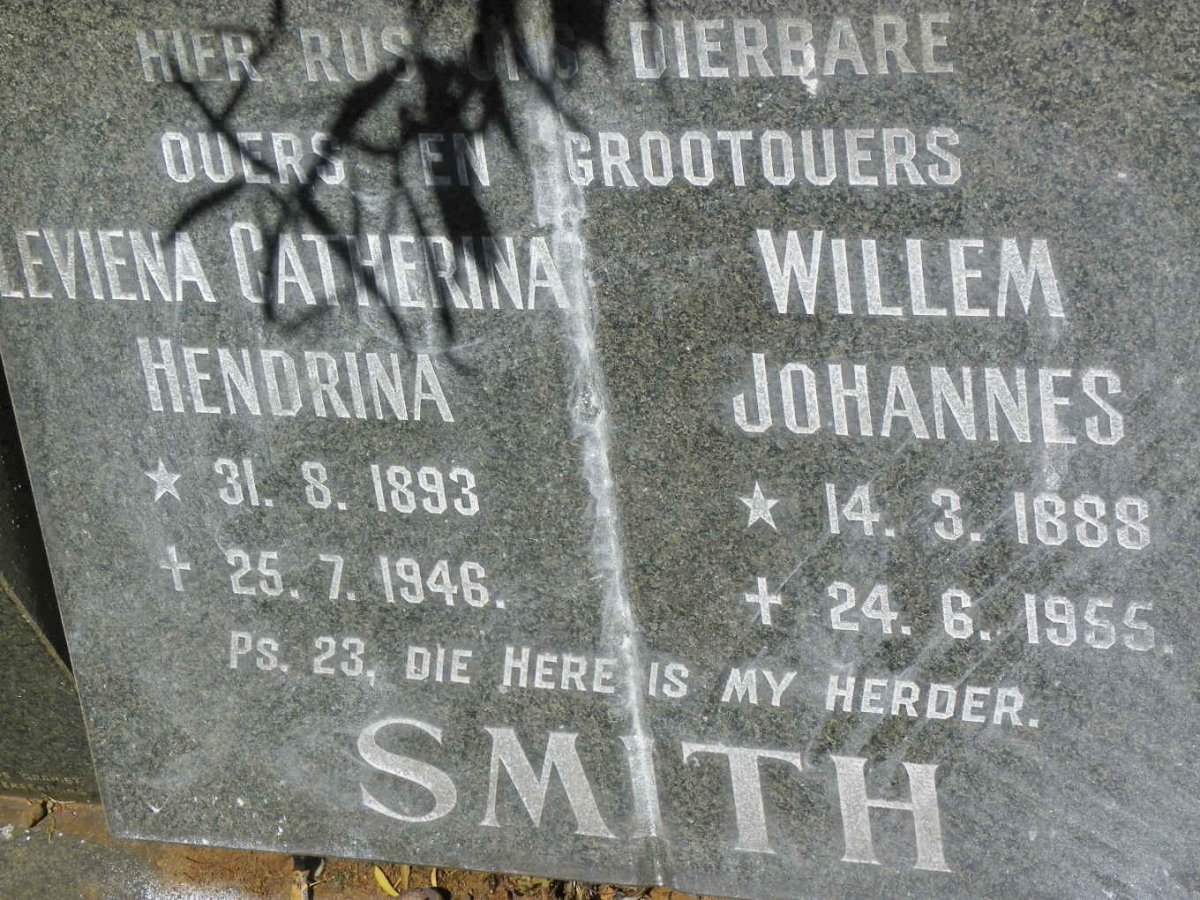 HIER RUS ONS DIERBARE
OUERS EN GROOTOUERS
LEVIENA CATHERINA
HENDRINA
★ 31. 8. 1893
✝ 25. 7. 1946.
WILLEM
JOHANNES
★ 14. 3. 1888
✝ 24. 6. 1955.
PS. 23, DIE HERE IS MY HERDER.
SMITH